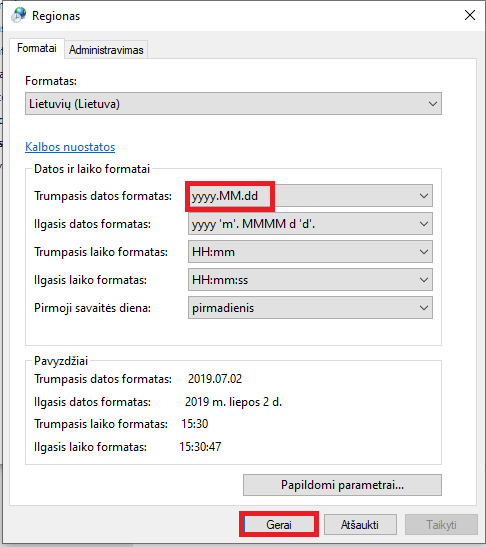 Regionas
Formatai Administravimas
Formatas:
Lietuvių (Lietuva)
Kalbos nuostatos
Datos ir laiko formatai
Trumpasis datos formatas: yyyy.MM.dd
Ilgasis datos formatas: yyyy 'm'. MMMM d 'd'.
Trumpasis laiko formatas: HH:mm
Ilgasis laiko formatas: HH:mm:ss
Pirmoji savaitės diena: pirmadienis
Pavyzdžiai
Trumpasis datos formatas: 2019.07.02
Ilgasis datos formatas: 2019 m. liepos 2 d.
Trumpasis laiko formatas: 15:30
Ilgasis laiko formatas: 15:30:47
Papildomi parametrai...
Gerai Atšaukti Taikyti